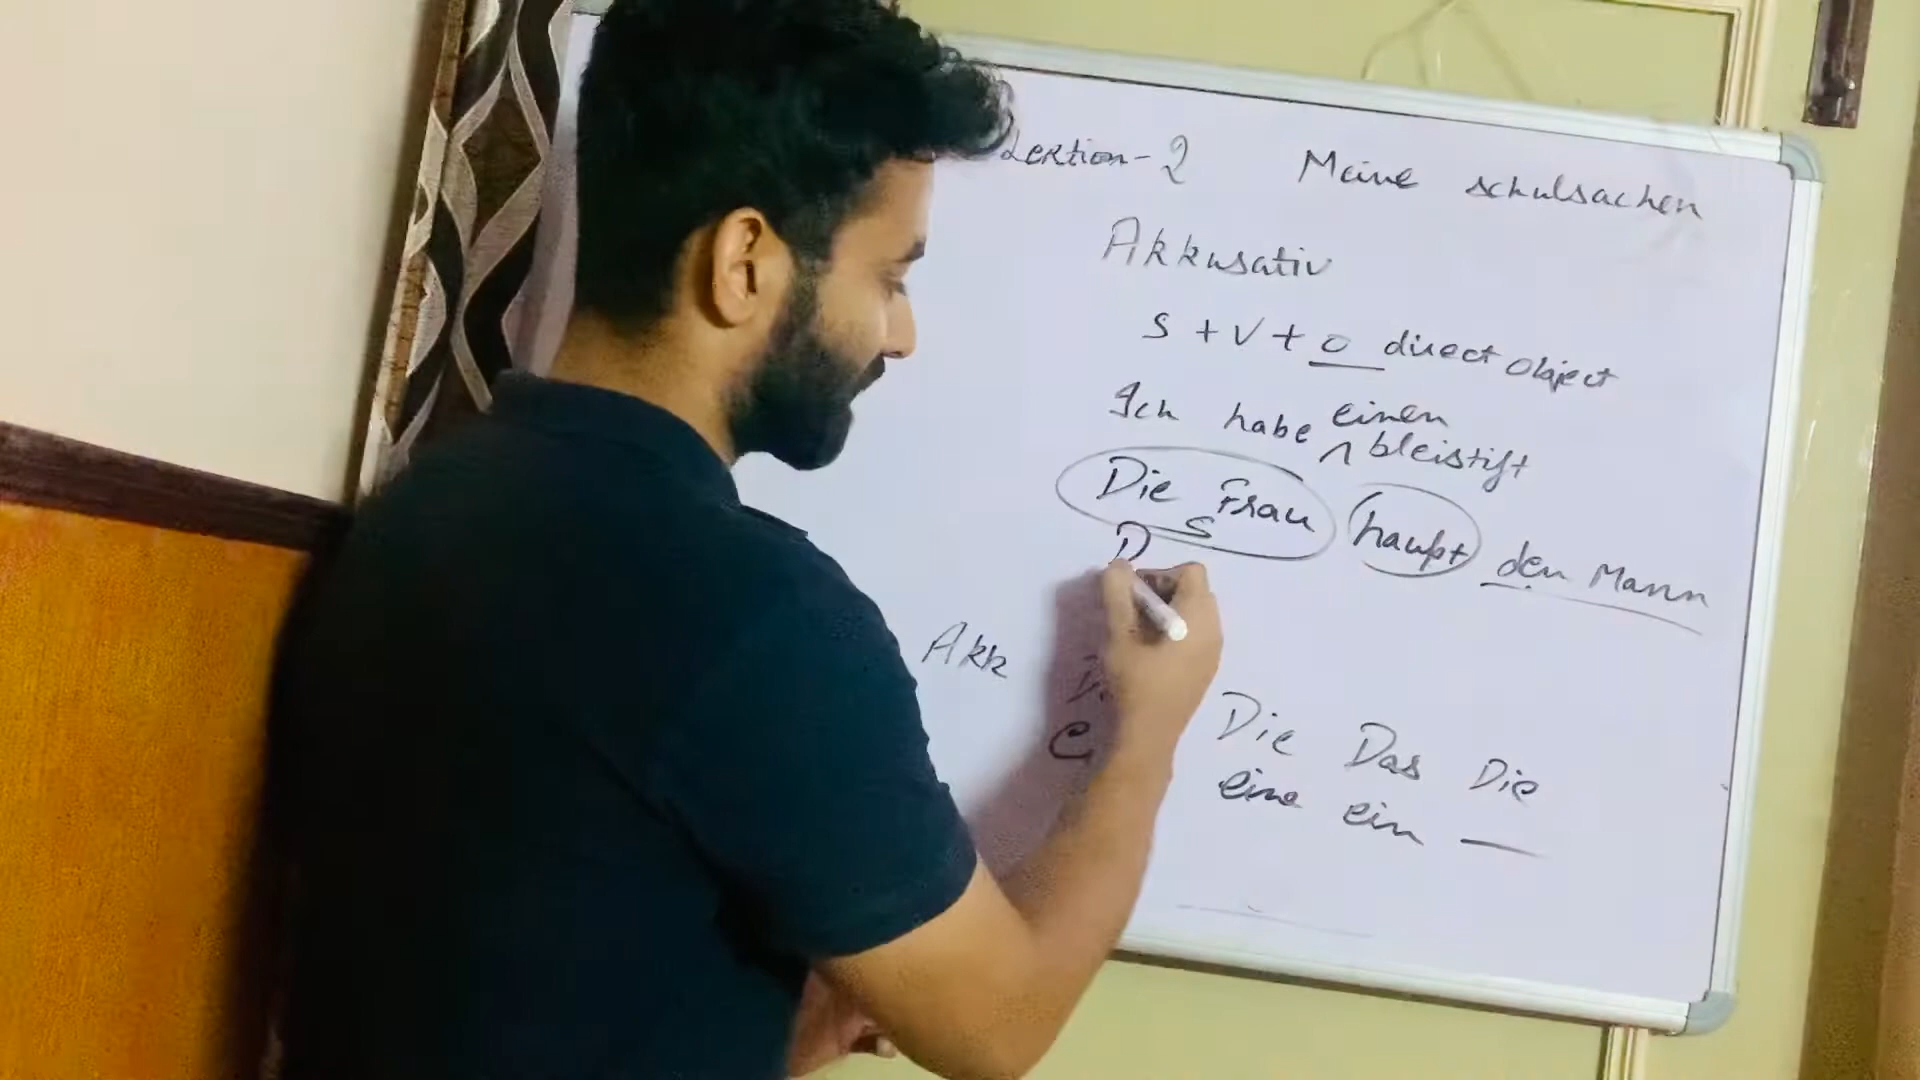 Lektion-2 Meine schulsachen
Akkusativ
S + V + O direct object
Ich habe einen bleistift
Die Frau haupt den Mann
S
D
Akk Die Das Die
e eine ein —